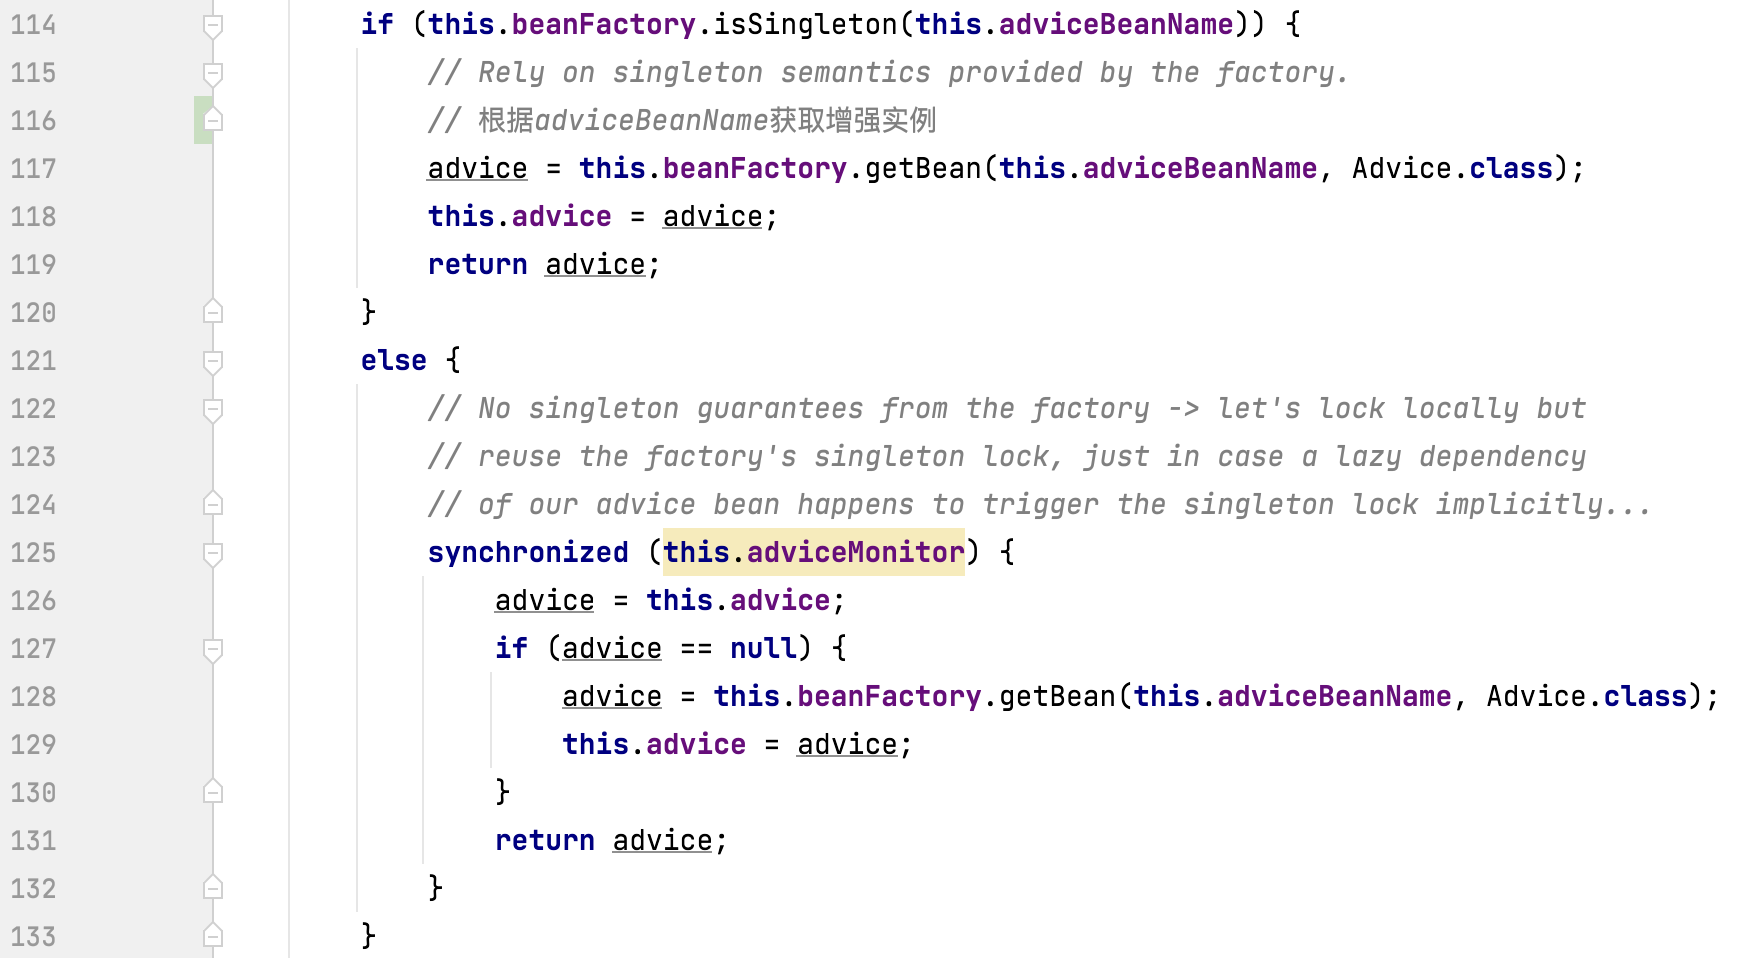 114 if (this.beanFactory.isSingleton(this.adviceBeanName)) {
115 // Rely on singleton semantics provided by the factory.
116 // 根据adviceBeanName获取增强实例
117 advice = this.beanFactory.getBean(this.adviceBeanName, Advice.class);
118 this.advice = advice;
119 return advice;
120 }
121 else {
122 // No singleton guarantees from the factory -> let's lock locally but
123 // reuse the factory's singleton lock, just in case a lazy dependency
124 // of our advice bean happens to trigger the singleton lock implicitly...
125 synchronized (this.adviceMonitor) {
126 advice = this.advice;
127 if (advice == null) {
128 advice = this.beanFactory.getBean(this.adviceBeanName, Advice.class);
129 this.advice = advice;
130 }
131 return advice;
132 }
133 }